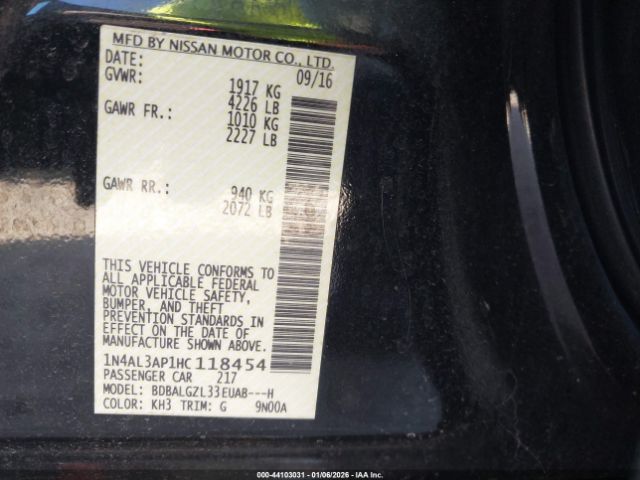 MFD BY NISSAN MOTOR CO., LTD.
DATE: 09/16
GVWR: 1917 KG
4226 LB
GAWR FR.: 1010 KG
2227 LB
GAWR RR.: 940 KG
2072 LB
THIS VEHICLE CONFORMS TO
ALL APPLICABLE FEDERAL
MOTOR VEHICLE SAFETY,
BUMPER, AND THEFT
PREVENTION STANDARDS IN
EFFECT ON THE DATE OF
MANUFACTURE SHOWN ABOVE.
1N4AL3AP1HC118454
PASSENGER CAR 217
MODEL: BDBALGZL33EUAB---H
COLOR: KH3 TRIM: G 9N00A
000-44103031 - 01/06/2026 - IAA Inc.